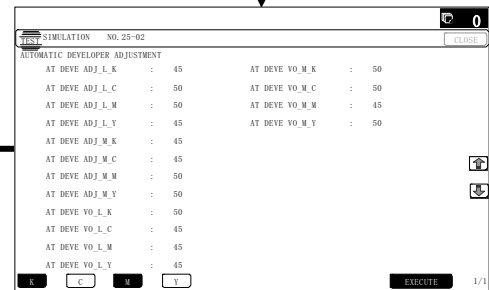 0
TEST SIMULATION NO.25-02 CLOSE
AUTOMATIC DEVELOPER ADJUSTMENT
AT DEVE ADJ_L_K : 45 AT DEVE VO_M_K : 50
AT DEVE ADJ_L_C : 50 AT DEVE VO_M_C : 50
AT DEVE ADJ_L_M : 50 AT DEVE VO_M_M : 45
AT DEVE ADJ_L_Y : 45 AT DEVE VO_M_Y : 50
AT DEVE ADJ_M_K : 45
AT DEVE ADJ_M_C : 45
AT DEVE ADJ_M_M : 50
AT DEVE ADJ_M_Y : 50
AT DEVE VO_L_K : 50
AT DEVE VO_L_C : 45
AT DEVE VO_L_M : 45
AT DEVE VO_L_Y : 45
K C M Y EXECUTE 1/1